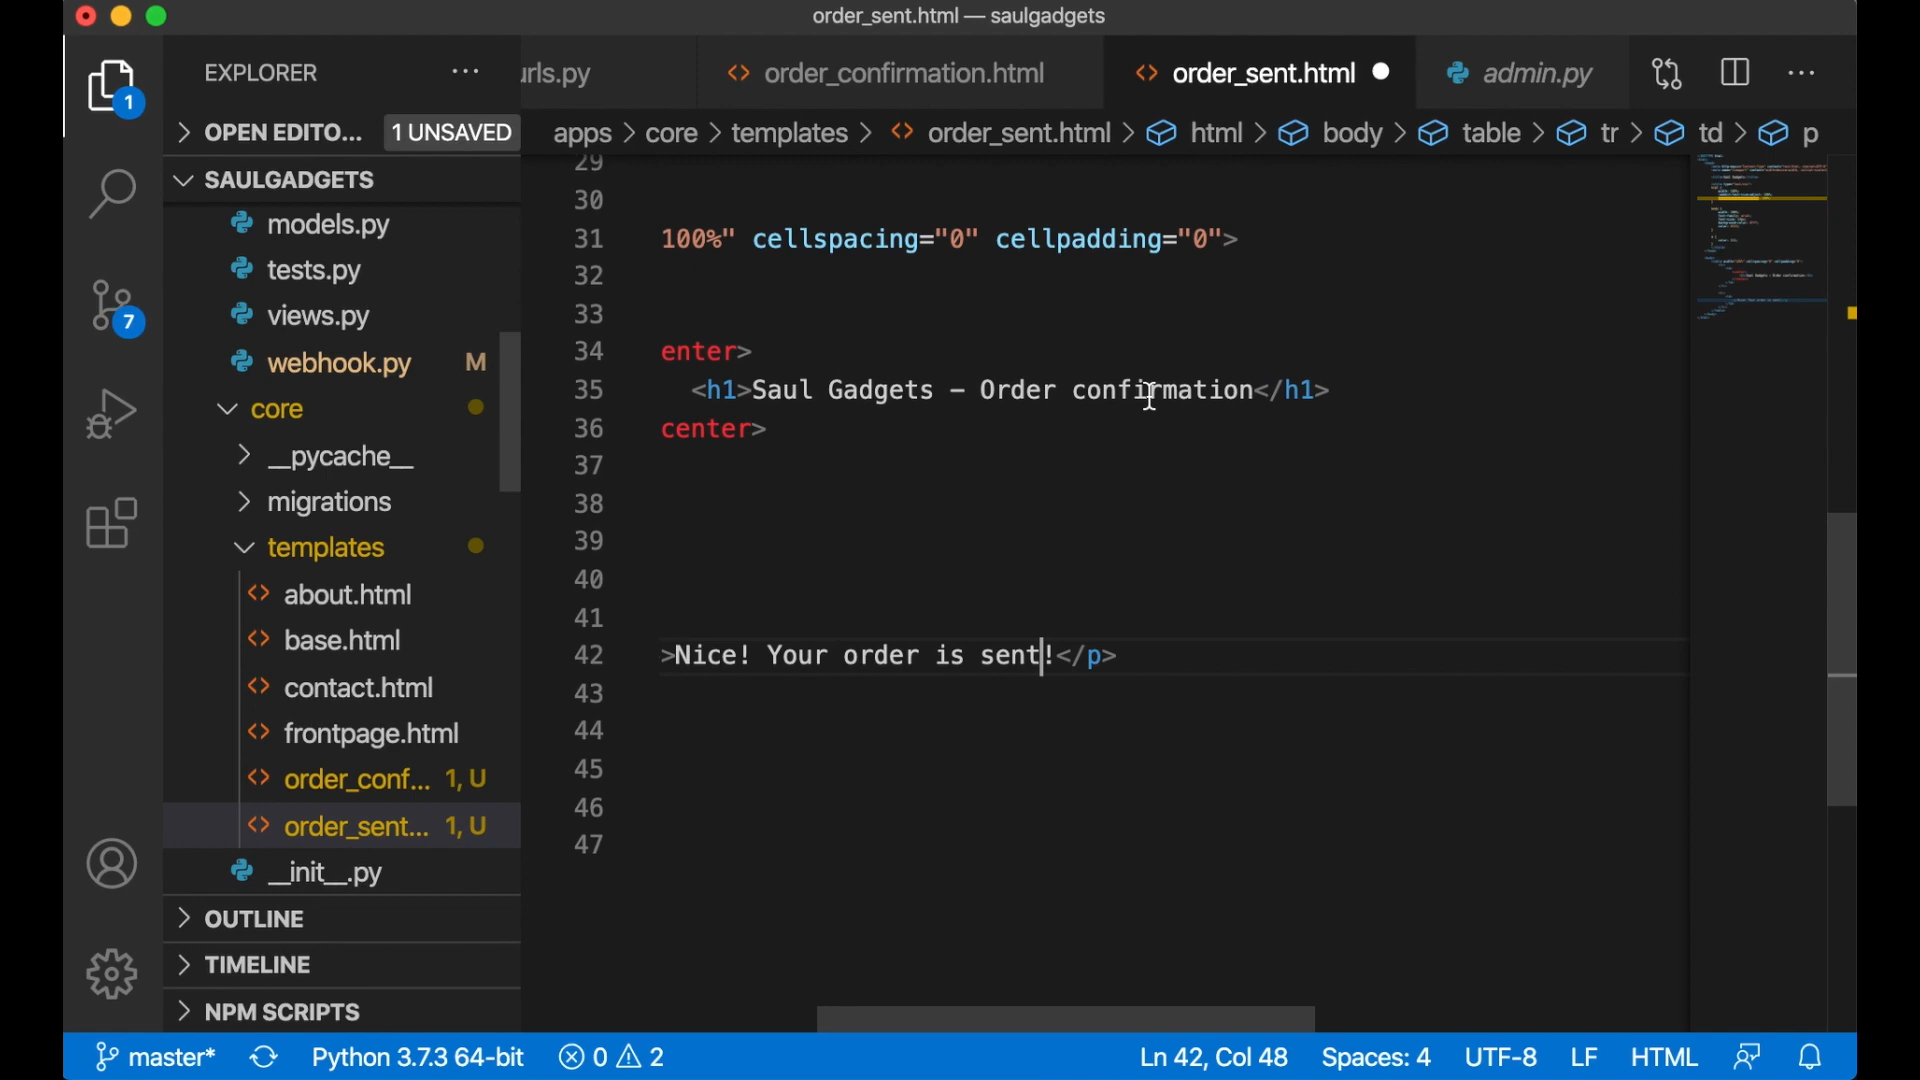 order_sent.html — saulgadgets
EXPLORER
urls.py
order_confirmation.html
order_sent.html
admin.py
1
OPEN EDITO...
1 UNSAVED
apps > core > templates > order_sent.html > html > body > table > tr > td > p
SAULGADGETS
models.py
tests.py
views.py
webhook.py M
core
__pycache__
migrations
templates
about.html
base.html
contact.html
frontpage.html
order_conf... 1, U
order_sent... 1, U
__init__.py
OUTLINE
TIMELINE
NPM SCRIPTS
7
29
30
31 100%" cellspacing="0" cellpadding="0">
32
33
34 enter>
35 <h1>Saul Gadgets – Order confirmation</h1>
36 center>
37
38
39
40
41
42 >Nice! Your order is sent!</p>
43
44
45
46
47
master* Python 3.7.3 64-bit 0 2 Ln 42, Col 48 Spaces: 4 UTF-8 LF HTML